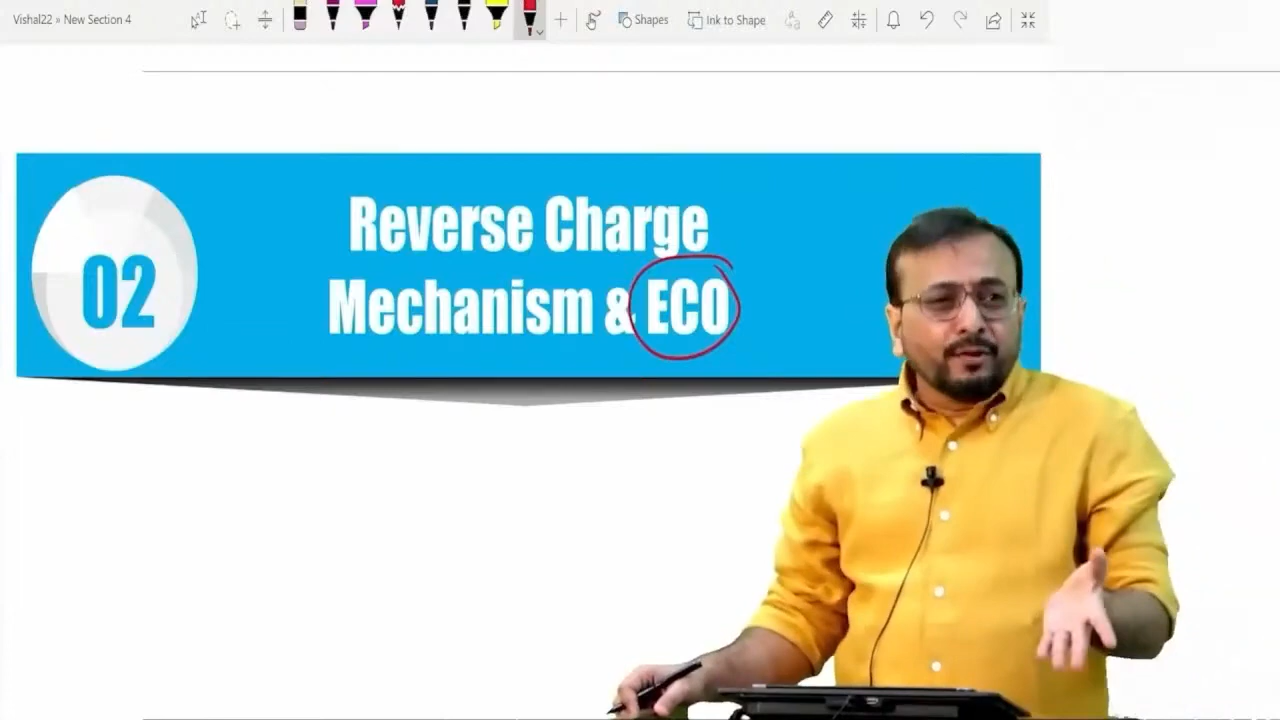 Vishal22 » New Section 4
Shapes
Ink to Shape
02
Reverse Charge
Mechanism & ECO